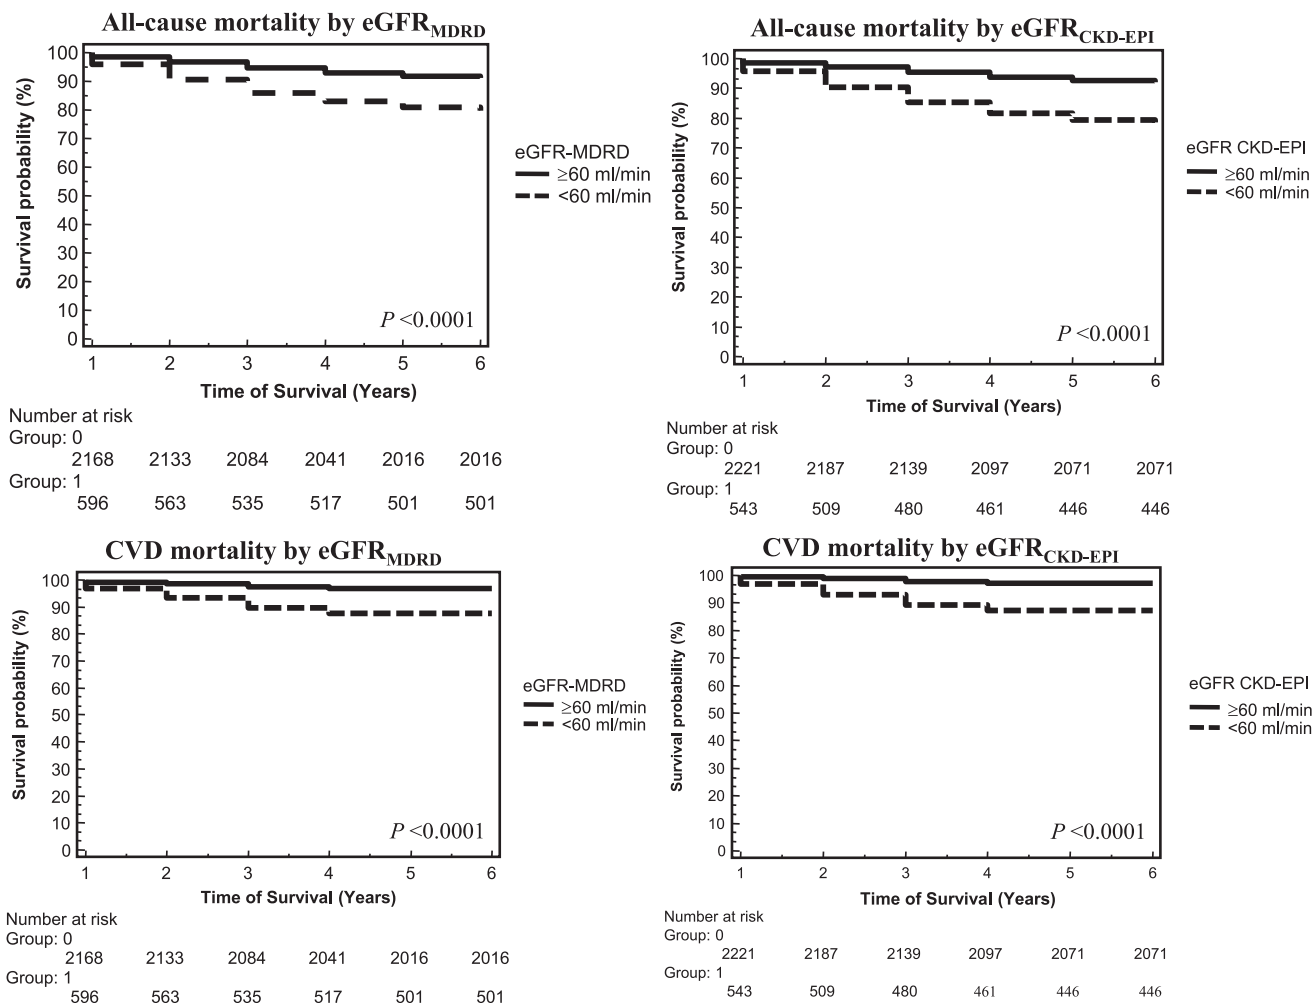 All-cause mortality by eGFRMDRD
Survival probability (%)
100
90
80
70
60
50
40
30
20
10
0
1 2 3 4 5 6
P <0.0001
Time of Survival (Years)
eGFR-MDRD
≥60 ml/min
<60 ml/min
Number at risk
Group: 0
2168 2133 2084 2041 2016 2016
Group: 1
596 563 535 517 501 501
All-cause mortality by eGFRCKD-EPI
Survival probability (%)
100
90
80
70
60
50
40
30
20
10
0
1 2 3 4 5 6
P <0.0001
Time of Survival (Years)
eGFR CKD-EPI
≥60 ml/min
<60 ml/min
Number at risk
Group: 0
2221 2187 2139 2097 2071 2071
Group: 1
543 509 480 461 446 446
CVD mortality by eGFRMDRD
Survival probability (%)
100
90
80
70
60
50
40
30
20
10
0
1 2 3 4 5 6
P <0.0001
Time of Survival (Years)
eGFR-MDRD
≥60 ml/min
<60 ml/min
Number at risk
Group: 0
2168 2133 2084 2041 2016 2016
Group: 1
596 563 535 517 501 501
CVD mortality by eGFRCKD-EPI
Survival probability (%)
100
90
80
70
60
50
40
30
20
10
0
1 2 3 4 5 6
P <0.0001
Time of Survival (Years)
eGFR CKD-EPI
≥60 ml/min
<60 ml/min
Number at risk
Group: 0
2221 2187 2139 2097 2071 2071
Group: 1
543 509 480 461 446 446